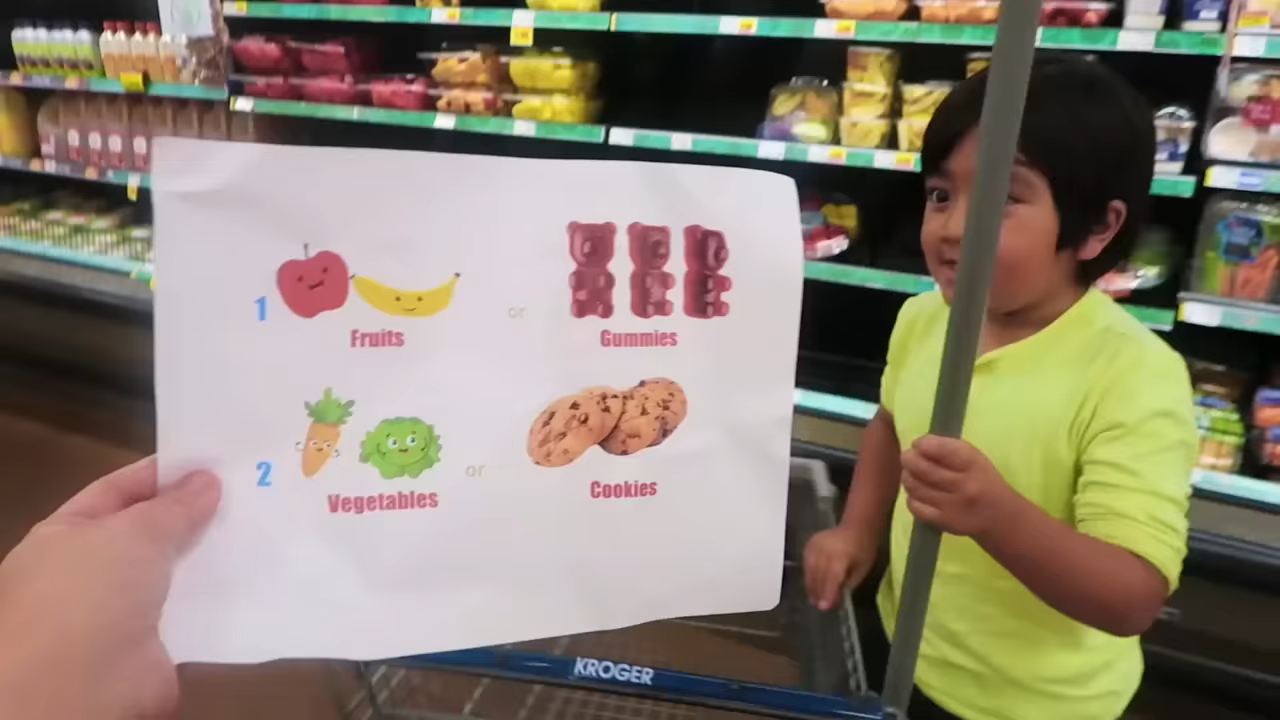 1
Fruits
or
Gummies
2
Vegetables
or
Cookies
KROGER